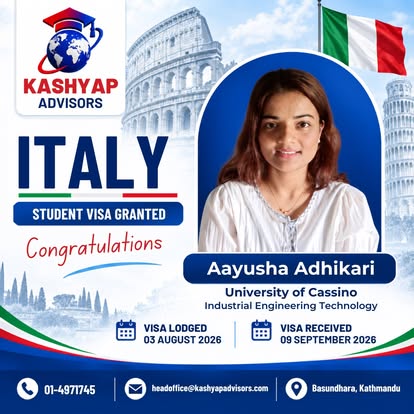 KASHYAP
ADVISORS
ITALY
STUDENT VISA GRANTED
Congratulations
Aayusha Adhikari
University of Cassino
Industrial Engineering Technology
VISA LODGED
03 AUGUST 2026
VISA RECEIVED
09 SEPTEMBER 2026
01-4971745
headoffice@kashyapadvisors.com
Basundhara, Kathmandu